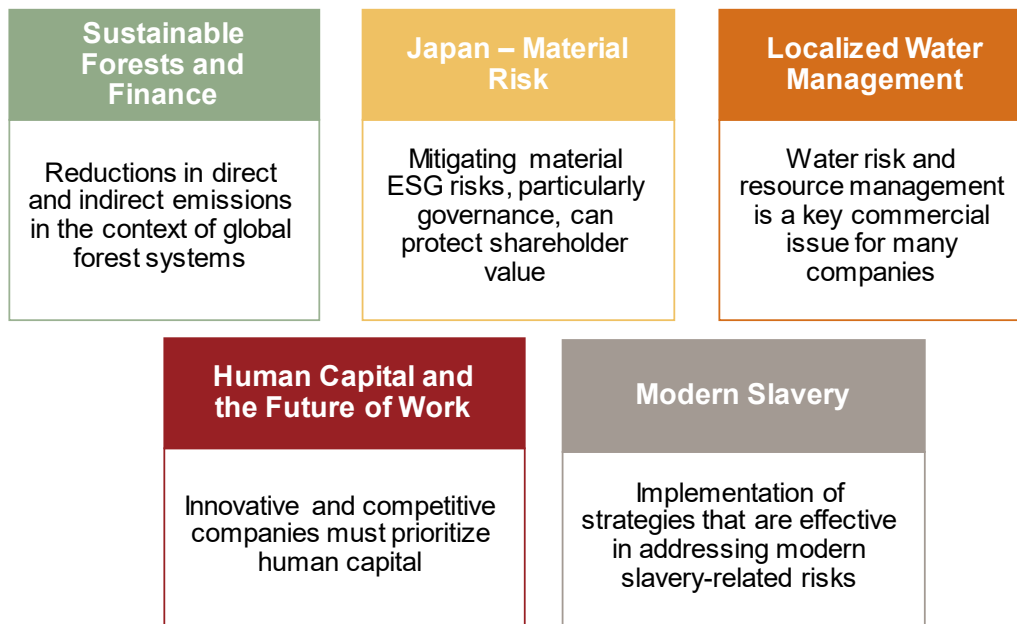 Sustainable
Forests and
Finance
Reductions in direct
and indirect emissions
in the context of global
forest systems
Japan – Material
Risk
Mitigating material
ESG risks, particularly
governance, can
protect shareholder
value
Localized Water
Management
Water risk and
resource management
is a key commercial
issue for many
companies
Human Capital and
the Future of Work
Innovative and competitive
companies must prioritize
human capital
Modern Slavery
Implementation of
strategies that are effective
in addressing modern
slavery-related risks